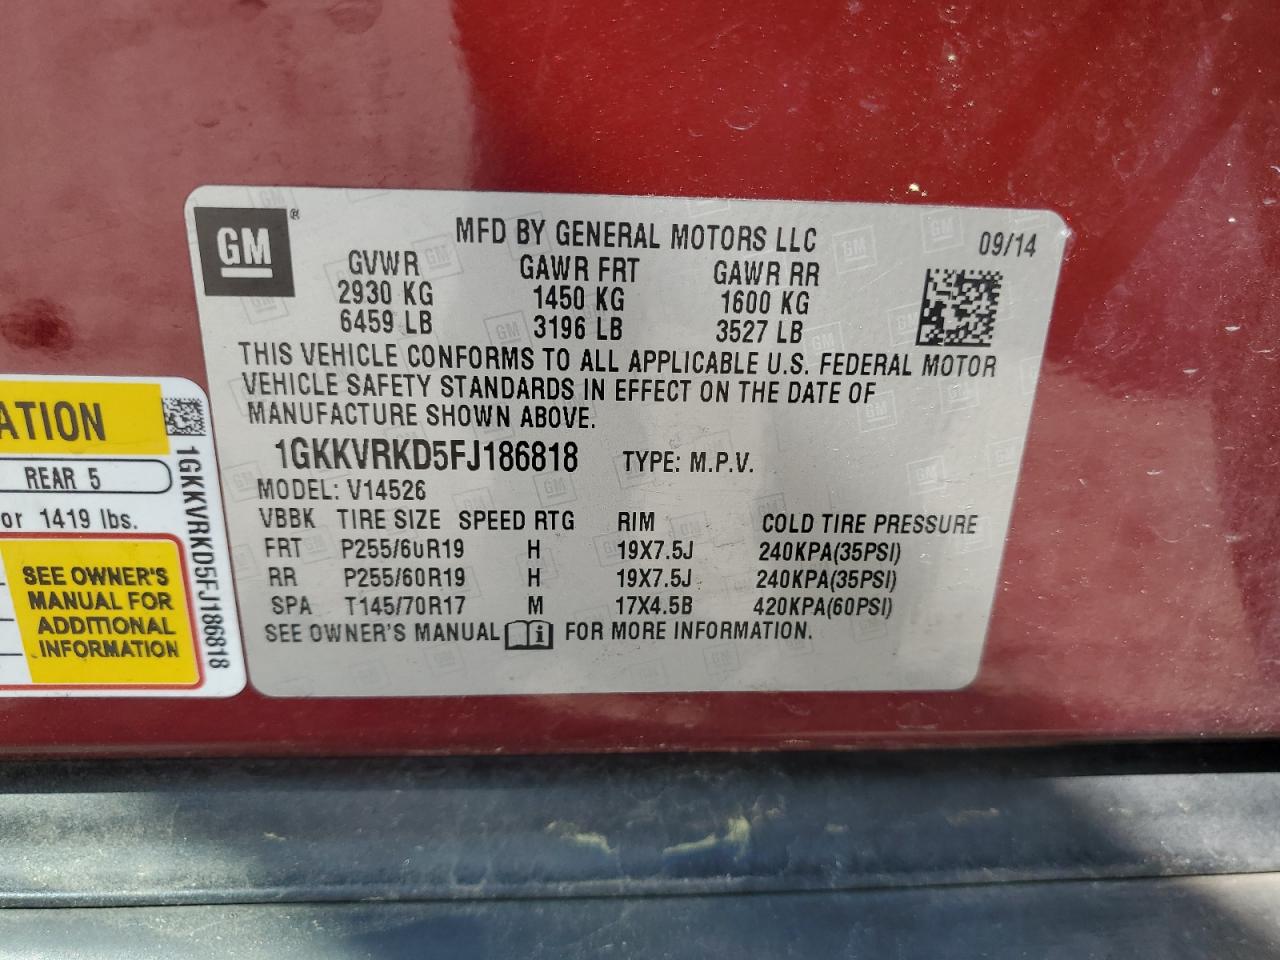 GM
®
MFD BY GENERAL MOTORS LLC
09/14
GVWR GAWR FRT GAWR RR
2930 KG 1450 KG 1600 KG
6459 LB 3196 LB 3527 LB
THIS VEHICLE CONFORMS TO ALL APPLICABLE U.S. FEDERAL MOTOR
VEHICLE SAFETY STANDARDS IN EFFECT ON THE DATE OF
MANUFACTURE SHOWN ABOVE.
1GKKVRKD5FJ186818 TYPE: M.P.V.
MODEL: V14526
VBBK TIRE SIZE SPEED RTG RIM COLD TIRE PRESSURE
FRT P255/60R19 H 19X7.5J 240KPA(35PSI)
RR P255/60R19 H 19X7.5J 240KPA(35PSI)
SPA T145/70R17 M 17X4.5B 420KPA(60PSI)
SEE OWNER'S MANUAL i FOR MORE INFORMATION.
ATION
REAR 5
or 1419 lbs.
SEE OWNER'S
MANUAL FOR
ADDITIONAL
INFORMATION
1GKKVRKD5FJ186818